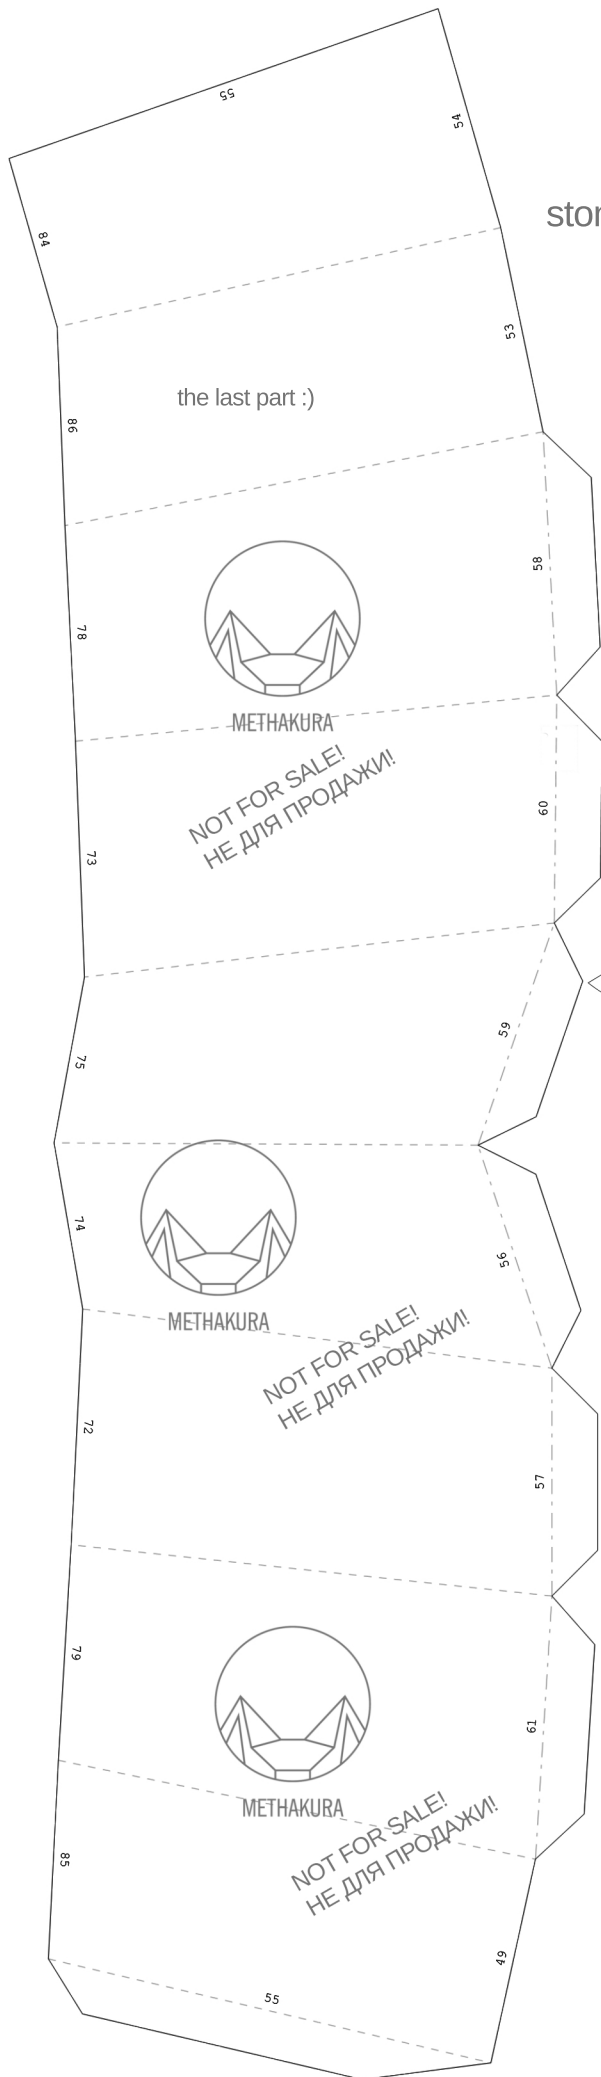 55
54
stor
84
53
the last part :)
86
58
78
METHAKURA
NOT FOR SALE!
НЕ ДЛЯ ПРОДАЖИ!
60
73
59
75
74
56
METHAKURA
NOT FOR SALE!
НЕ ДЛЯ ПРОДАЖИ!
72
57
79
61
METHAKURA
NOT FOR SALE!
НЕ ДЛЯ ПРОДАЖИ!
85
49
55